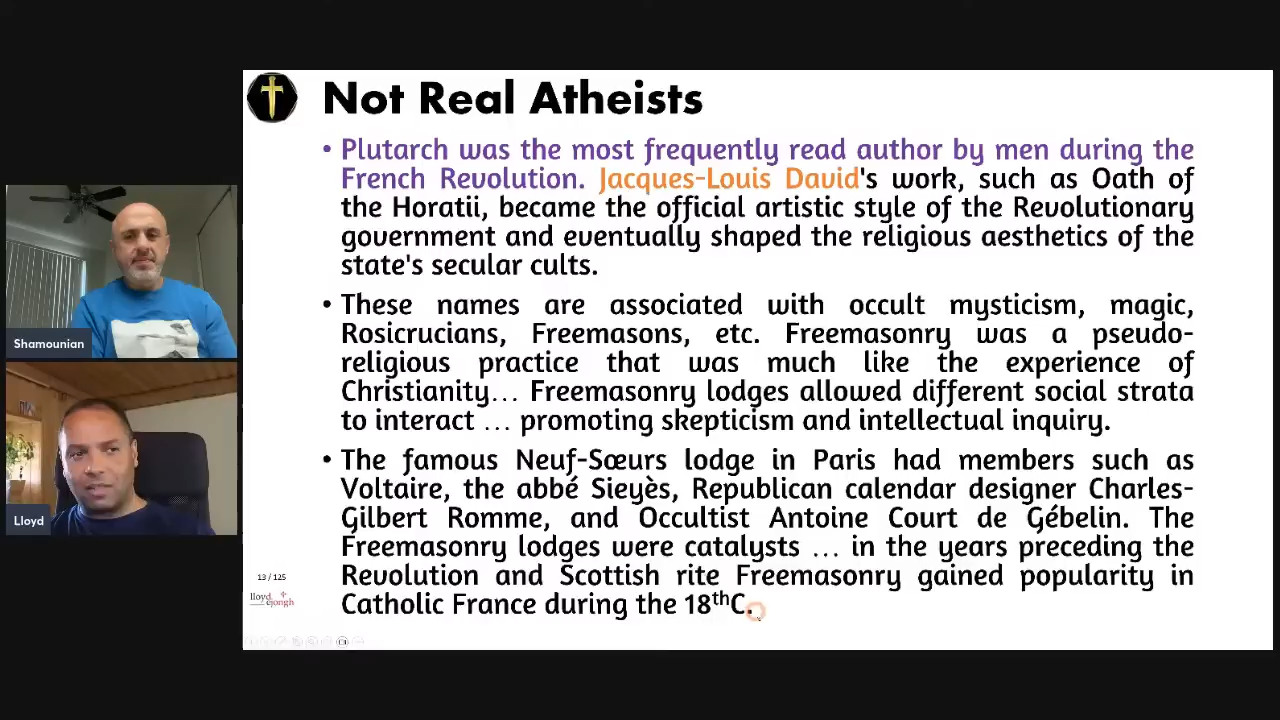 Not Real Atheists
• Plutarch was the most frequently read author by men during the
French Revolution. Jacques-Louis David's work, such as Oath of
the Horatii, became the official artistic style of the Revolutionary
government and eventually shaped the religious aesthetics of the
state's secular cults.
• These names are associated with occult mysticism, magic,
Rosicrucians, Freemasons, etc. Freemasonry was a pseudo-
religious practice that was much like the experience of
Christianity... Freemasonry lodges allowed different social strata
to interact ... promoting skepticism and intellectual inquiry.
• The famous Neuf-Sœurs lodge in Paris had members such as
Voltaire, the abbé Sieyès, Republican calendar designer Charles-
Gilbert Romme, and Occultist Antoine Court de Gébelin. The
Freemasonry lodges were catalysts ... in the years preceding the
Revolution and Scottish rite Freemasonry gained popularity in
Catholic France during the 18thC.
Shamounian
Lloyd
13 / 125
lloyd
dejongh